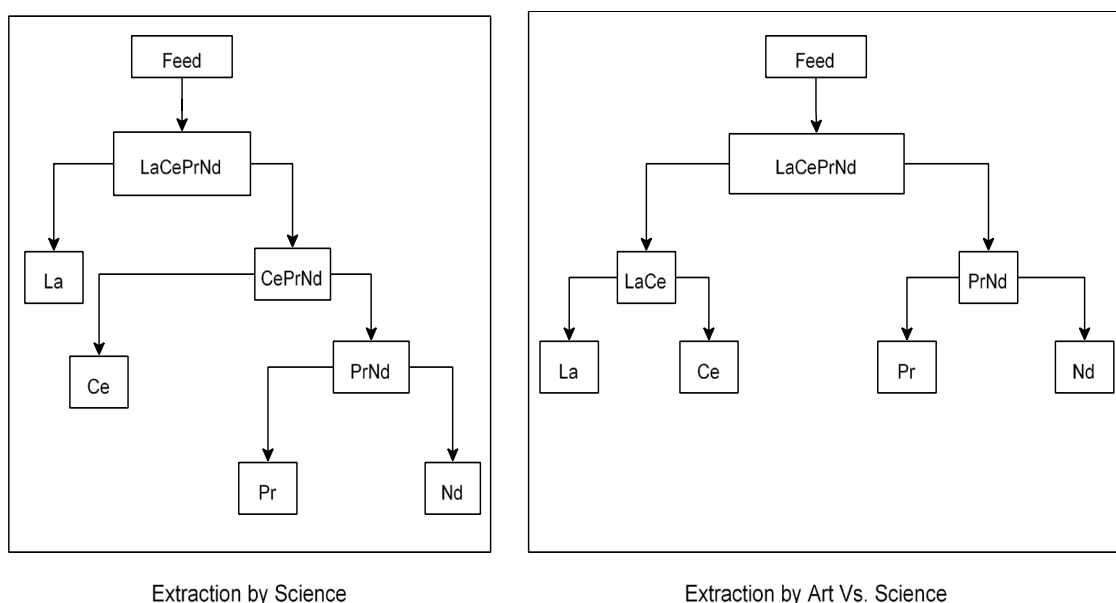 Feed
LaCePrNd
La
CePrNd
Ce
PrNd
Pr
Nd
Extraction by Science
Feed
LaCePrNd
LaCe
PrNd
La
Ce
Pr
Nd
Extraction by Art Vs. Science